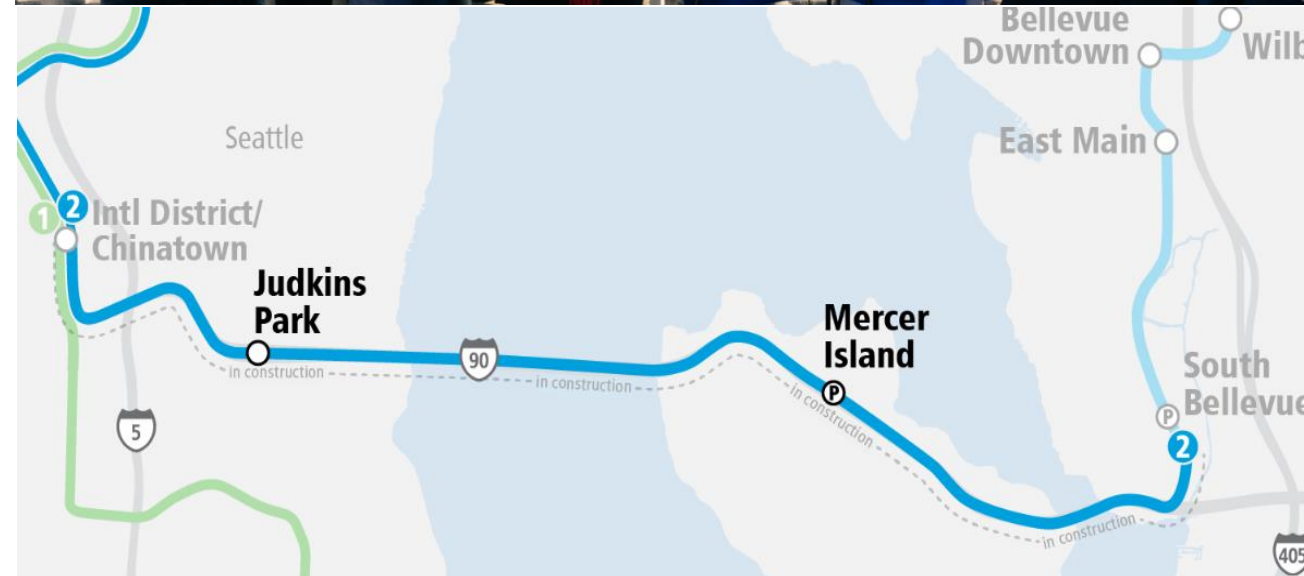 Bellevue
Downtown
Wilb
East Main
Seattle
1
2
Intl District/
Chinatown
Judkins
Park
in construction
90
in construction
Mercer
Island
P
in construction
South
Bellevue
P
2
5
in construction
405